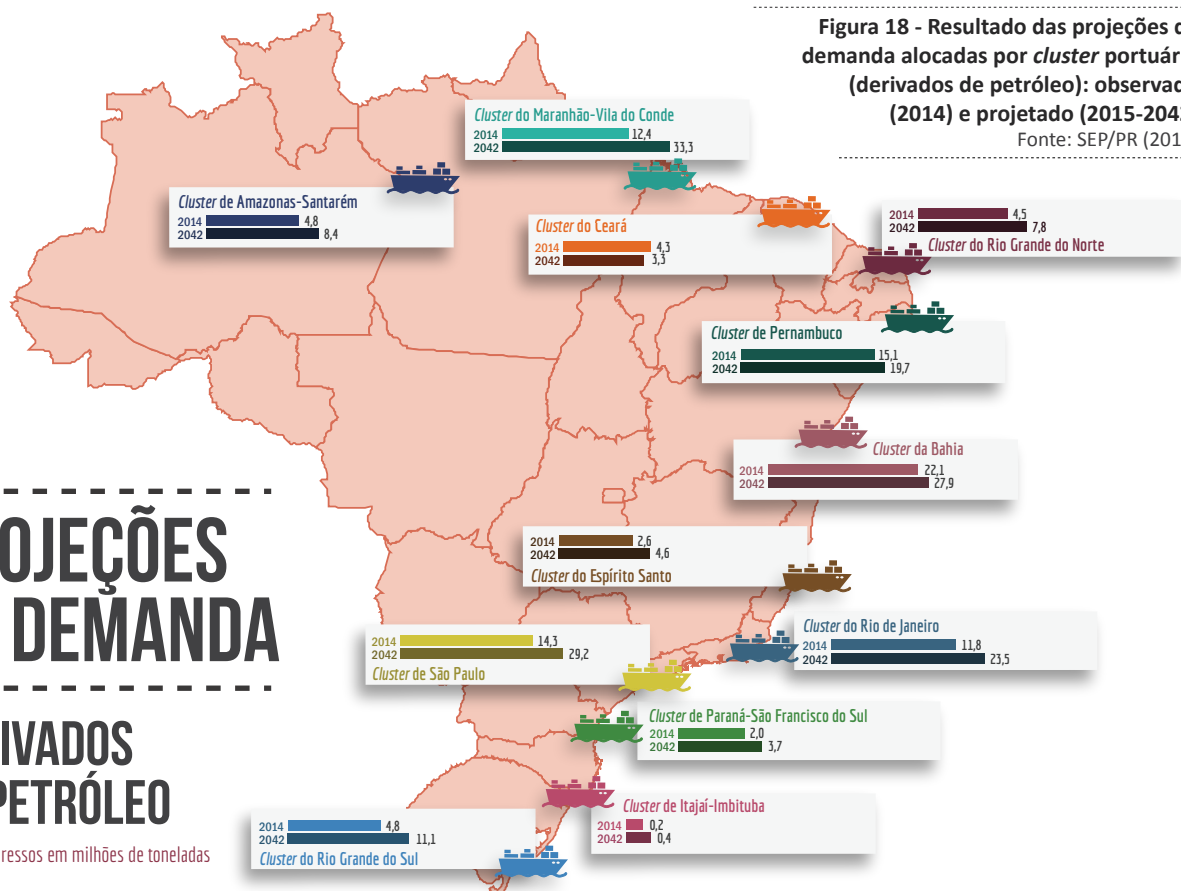 Figura 18 - Resultado das projeções d
demanda alocadas por cluster portuár
(derivados de petróleo): observad
(2014) e projetado (2015-2042
Fonte: SEP/PR (201
Cluster do Maranhão-Vila do Conde
2014 12,4
2042 33,3
Cluster de Amazonas-Santarém
2014 4,8
2042 8,4
Cluster do Ceará
2014 4,3
2042 3,3
2014 4,5
2042 7,8
Cluster do Rio Grande do Norte
Cluster de Pernambuco
2014 15,1
2042 19,7
Cluster da Bahia
2014 22,1
2042 27,9
OJEÇÕES
DEMANDA
2014 2,6
2042 4,6
Cluster do Espírito Santo
Cluster do Rio de Janeiro
2014 11,8
2042 23,5
2014 14,3
2042 29,2
Cluster de São Paulo
Cluster de Paraná-São Francisco do Sul
2014 2,0
2042 3,7
IVADOS
PETRÓLEO
ressos em milhões de toneladas
Cluster de Itajaí-Imbituba
2014 0,2
2042 0,4
2014 4,8
2042 11,1
Cluster do Rio Grande do Sul